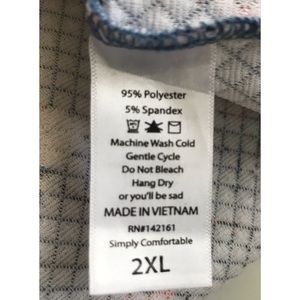 95% Polyester
5% Spandex
Machine Wash Cold
Gentle Cycle
Do Not Bleach
Hang Dry
or you'll be sad
MADE IN VIETNAM
RN#142161
Simply Comfortable
2XL